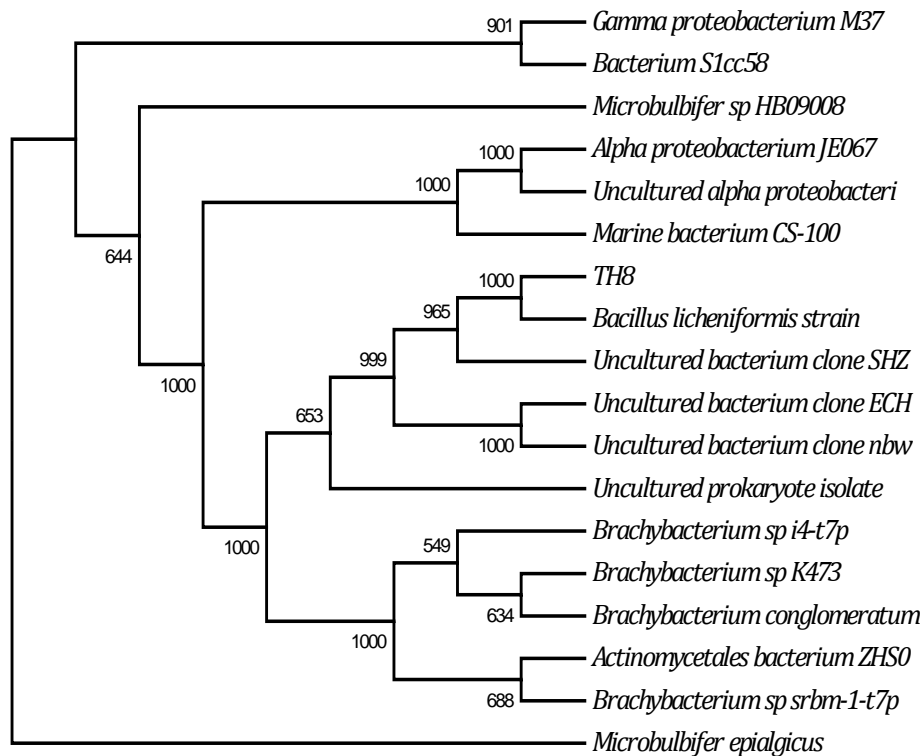 901
Gamma proteobacterium M37
Bacterium S1cc58
Microbulbifer sp HB09008
644
1000
Alpha proteobacterium JE067
1000
Uncultured alpha proteobacteri
Marine bacterium CS-100
1000
TH8
1000
965
Bacillus licheniformis strain
999
Uncultured bacterium clone SHZ
653
Uncultured bacterium clone ECH
1000
Uncultured bacterium clone nbw
Uncultured prokaryote isolate
1000
549
Brachybacterium sp i4-t7p
Brachybacterium sp K473
634
Brachybacterium conglomeratum
1000
Actinomycetales bacterium ZHS0
688
Brachybacterium sp srbm-1-t7p
Microbulbifer epialgicus